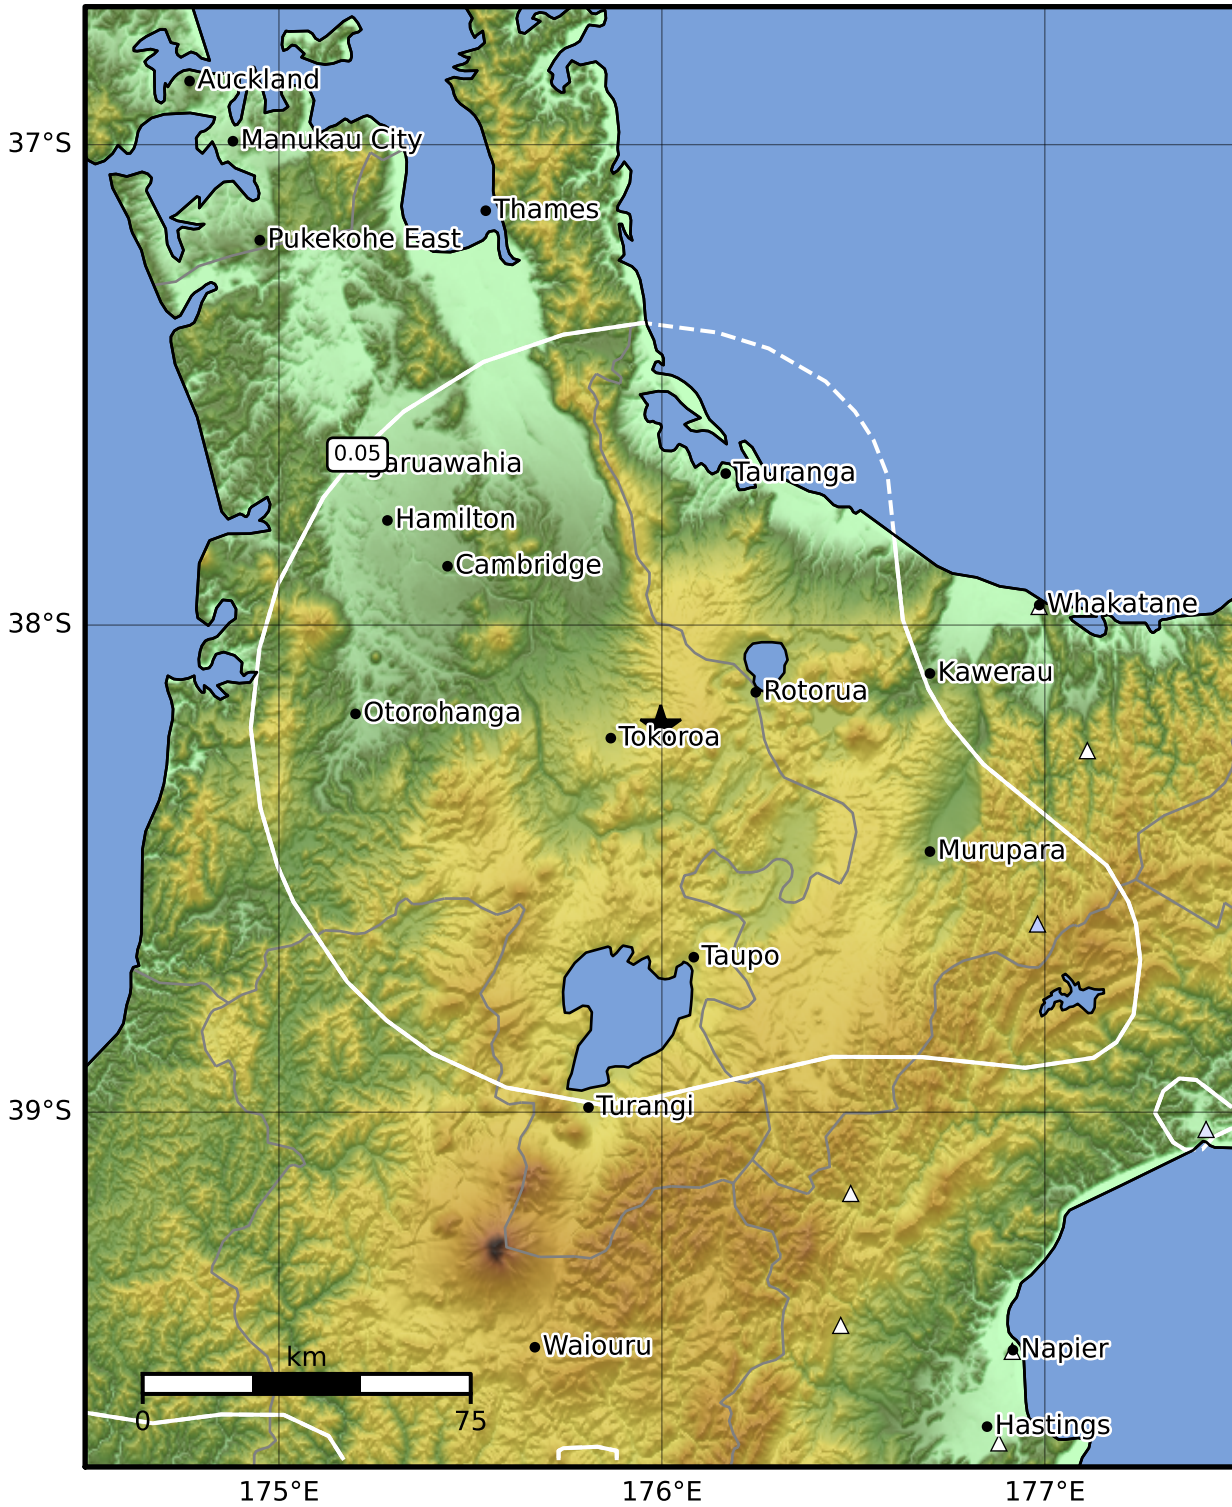 Auckland
Manukau City
37°S
Thames
Pukekohe East
0.05
garuawahia
Tauranga
Hamilton
Cambridge
Whakatane
38°S
Kawerau
Rotorua
Otorohanga
Tokoroa
Murupara
Taupo
Turangi
39°S
Waiouru
Napier
km
0
75
Hastings
175°E
176°E
177°E